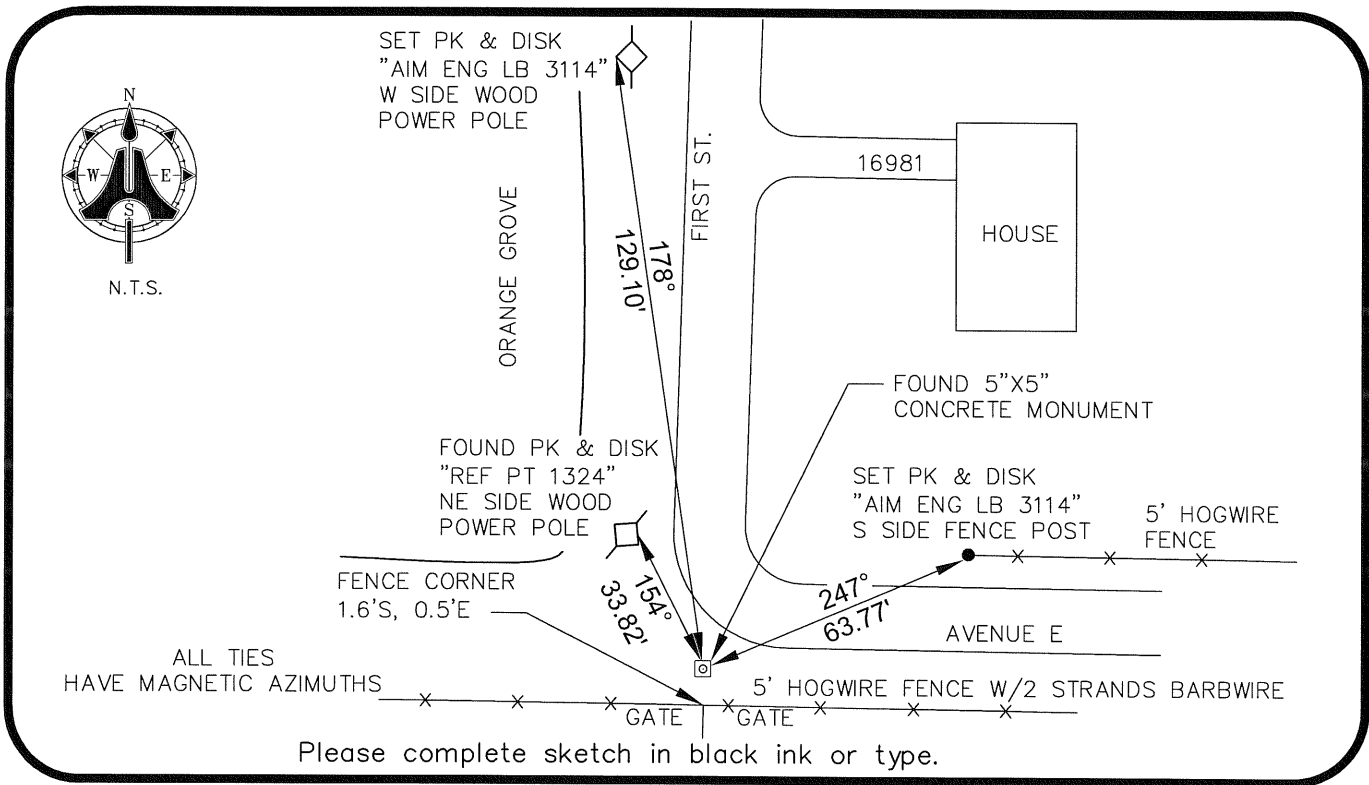 SET PK & DISK
"AIM ENG LB 3114"
W SIDE WOOD
POWER POLE
N
W
E
S
N.T.S.
ORANGE GROVE
FIRST ST.
16981
HOUSE
178°
129.10'
FOUND 5"X5"
CONCRETE MONUMENT
FOUND PK & DISK
"REF PT 1324"
NE SIDE WOOD
POWER POLE
SET PK & DISK
"AIM ENG LB 3114"
S SIDE FENCE POST
5' HOGWIRE
FENCE
FENCE CORNER
1.6'S, 0.5'E
154°
33.82'
247°
63.77'
AVENUE E
ALL TIES
HAVE MAGNETIC AZIMUTHS
5' HOGWIRE FENCE W/2 STRANDS BARBWIRE
GATE
GATE
Please complete sketch in black ink or type.